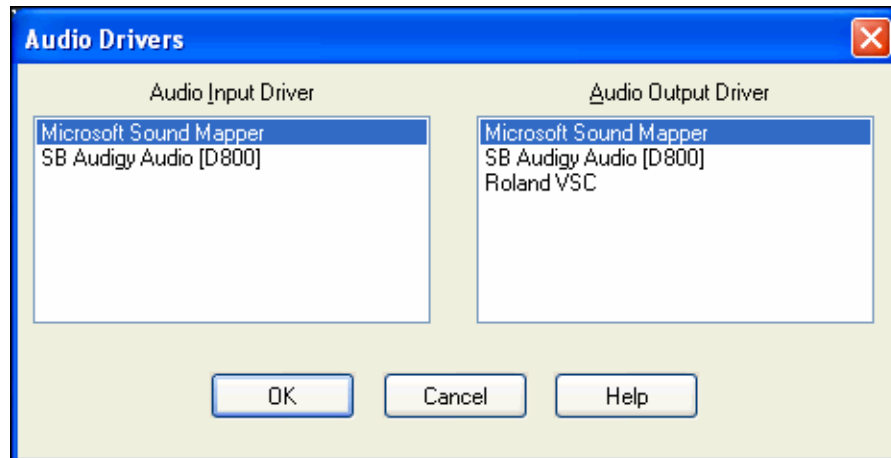 Audio Drivers
Audio Input Driver
Microsoft Sound Mapper
SB Audigy Audio [D800]
Audio Output Driver
Microsoft Sound Mapper
SB Audigy Audio [D800]
Roland VSC
OK
Cancel
Help